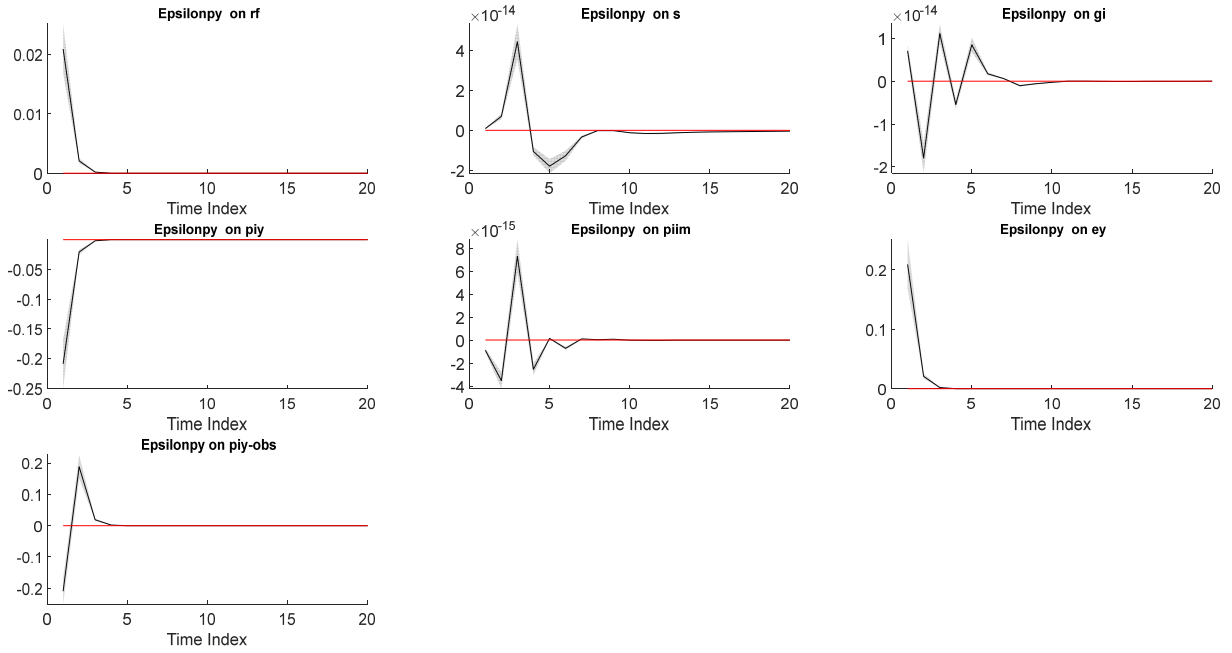 Epsilonpy on rf
0.02
0.01
0
0 5 10 15 20
Time Index
Epsilonpy on s
×10-14
4
2
0
-2
0 5 10 15 20
Time Index
Epsilonpy on gi
×10-14
1
0
-1
-2
0 5 10 15 20
Time Index
Epsilonpy on piy
-0.05
-0.1
-0.15
-0.2
-0.25
0 5 10 15 20
Time Index
Epsilonpy on piim
×10-15
8
6
4
2
0
-2
-4
0 5 10 15 20
Time Index
Epsilonpy on ey
0.2
0.1
0
0 5 10 15 20
Time Index
Epsilonpy on piy-obs
0.2
0.1
0
-0.1
-0.2
0 5 10 15 20
Time Index